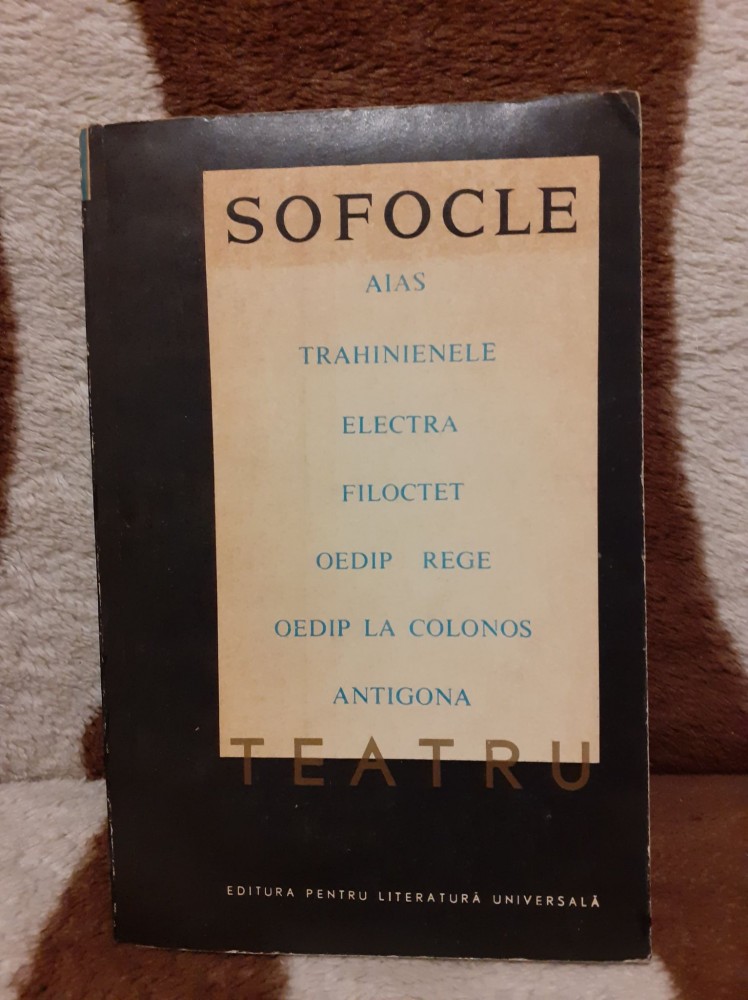 SOFOCLE
AIAS
TRAHINIENELE
ELECTRA
FILOCTET
OEDIP REGE
OEDIP LA COLONOS
ANTIGONA
TEATRU
EDITURA PENTRU LITERATURĂ UNIVERSALĂ